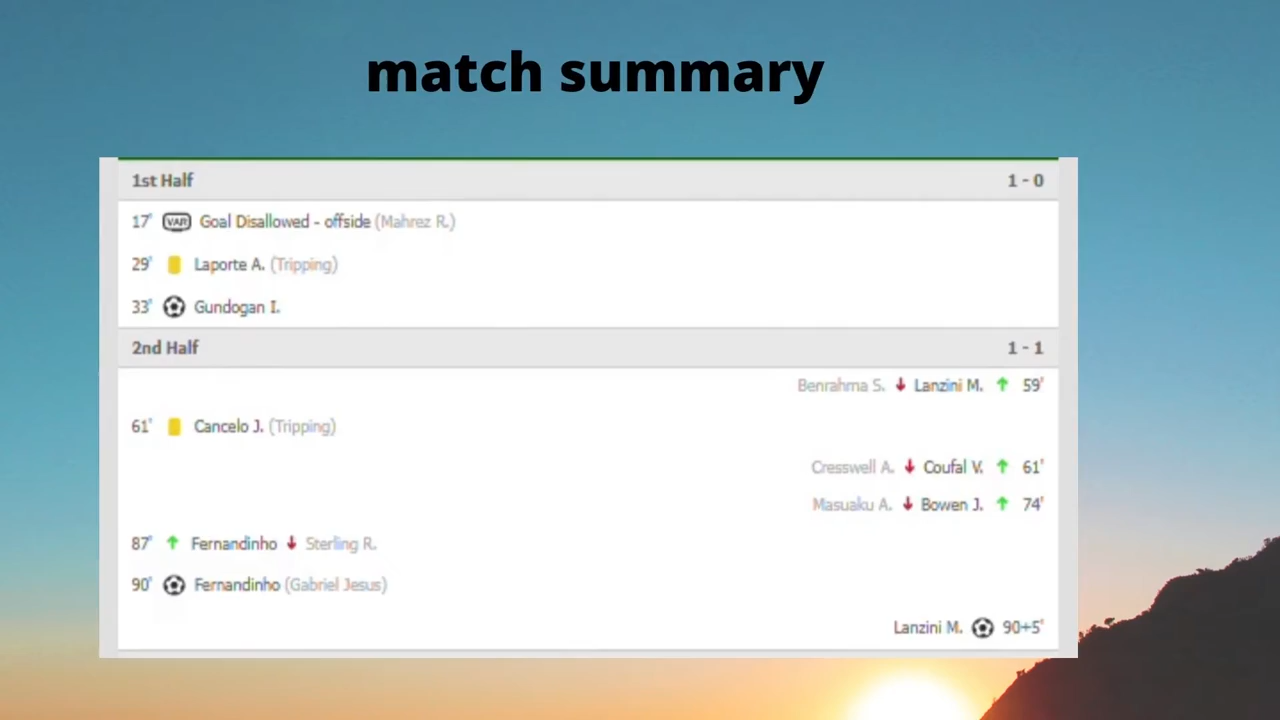 match summary
1st Half 1 - 0
17' VAR Goal Disallowed - offside (Mahrez R.)
29' Laporte A. (Tripping)
33' Gundogan I.
2nd Half 1 - 1
Benrahma S. Lanzini M. 59'
61' Cancelo J. (Tripping)
Cresswell A. Coufal V. 61'
Masuaku A. Bowen J. 74'
87' Fernandinho Sterling R.
90' Fernandinho (Gabriel Jesus)
Lanzini M. 90+5'